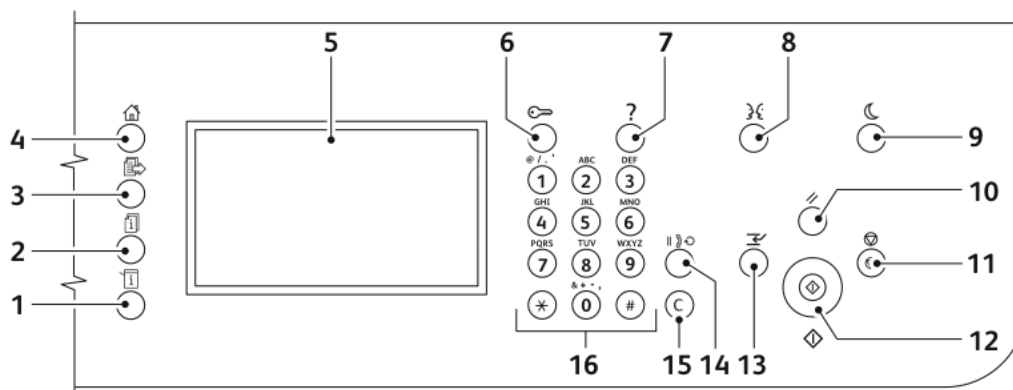 5 6 7 8
4 ? 9
@ / . ' ABC DEF
3 1 2 3 10
GHI JKL MNO
2 4 5 6
PQRS TUV WXYZ
1 7 8 9 11
& + - ,
* 0 # C 12
16 15 14 13